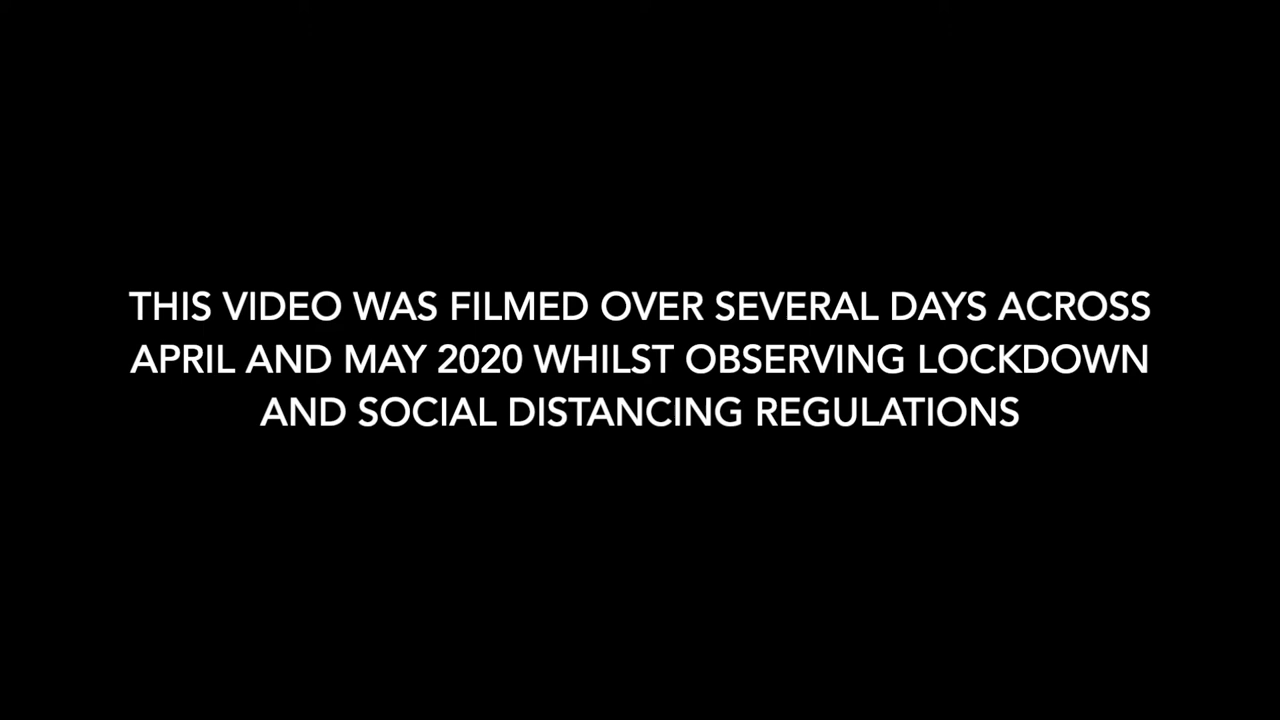 THIS VIDEO WAS FILMED OVER SEVERAL DAYS ACROSS
APRIL AND MAY 2020 WHILST OBSERVING LOCKDOWN
AND SOCIAL DISTANCING REGULATIONS